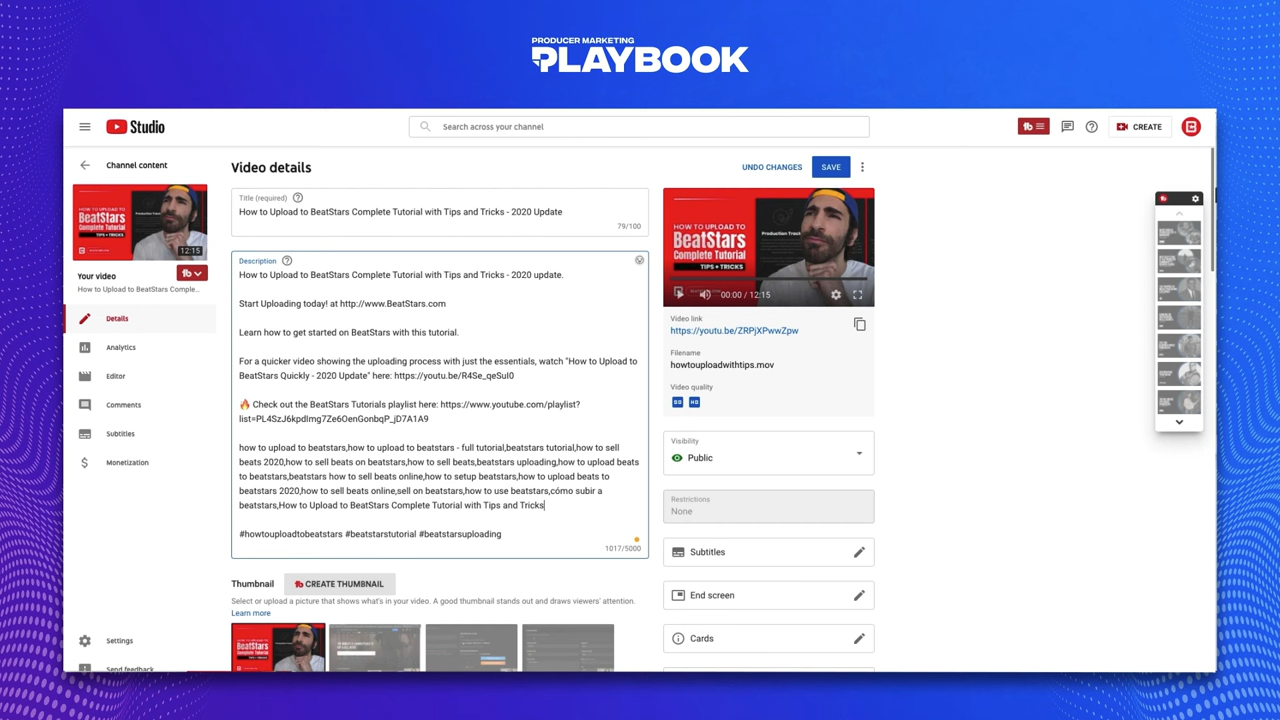 PRODUCER MARKETING
PLAYBOOK
Studio
Search across your channel
CREATE
Channel content
HOW TO UPLOAD TO
BeatStars
Complete Tutorial
TIPS + TRICKS
12:15
Your video
How to Upload to BeatStars Comple...
Details
Analytics
Editor
Comments
Subtitles
Monetization
Settings
Send feedback
Video details
UNDO CHANGES
SAVE
Title (required)
How to Upload to BeatStars Complete Tutorial with Tips and Tricks - 2020 Update
79/100
Description
How to Upload to BeatStars Complete Tutorial with Tips and Tricks - 2020 update.
Start Uploading today! at http://www.BeatStars.com
Learn how to get started on BeatStars with this tutorial.
For a quicker video showing the uploading process with just the essentials, watch "How to Upload to
BeatStars Quickly - 2020 Update" here: https://youtu.be/R4Se_qeSuI0
🔥 Check out the BeatStars Tutorials playlist here: https://www.youtube.com/playlist?
list=PL4SzJ6kpdlmg7Ze6OenGonbqP_jD7A1A9
how to upload to beatstars,how to upload to beatstars - full tutorial,beatstars tutorial,how to sell
beats 2020,how to sell beats on beatstars,how to sell beats,beatstars uploading,how to upload beats
to beatstars,beatstars how to sell beats online,how to setup beatstars,how to upload beats to
beatstars 2020,how to sell beats online,sell on beatstars,how to use beatstars,cómo subir a
beatstars,How to Upload to BeatStars Complete Tutorial with Tips and Tricks
#howtouploadtobeatstars #beatstarstutorial #beatstarsuploading
1017/5000
Thumbnail
CREATE THUMBNAIL
Select or upload a picture that shows what's in your video. A good thumbnail stands out and draws viewers' attention.
Learn more
HOW TO UPLOAD TO
BeatStars
Complete Tutorial
HOW TO UPLOAD TO
BeatStars
Complete Tutorial
TIPS + TRICKS
Production Track
00:00 / 12:15
Video link
https://youtu.be/ZRPjXPwwZpw
Filename
howtouploadwithtips.mov
Video quality
SD HD
Visibility
Public
Restrictions
None
Subtitles
End screen
Cards